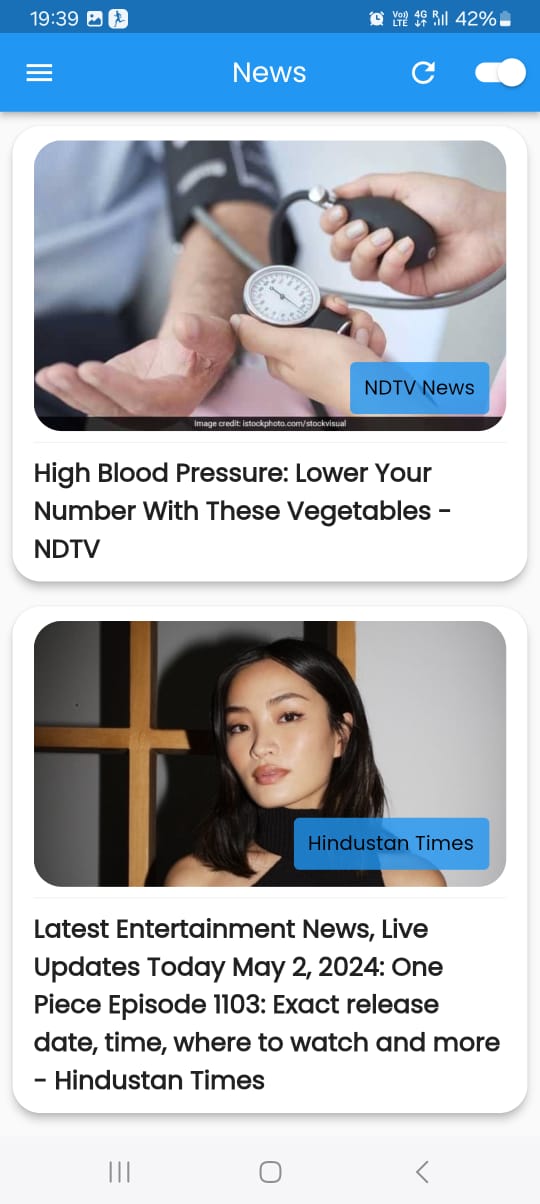 19:39
Vo)) 4G R 42%
LTE
News
NDTV News
Image credit: istockphoto.com/stockvisual
High Blood Pressure: Lower Your
Number With These Vegetables -
NDTV
Hindustan Times
Latest Entertainment News, Live
Updates Today May 2, 2024: One
Piece Episode 1103: Exact release
date, time, where to watch and more
- Hindustan Times